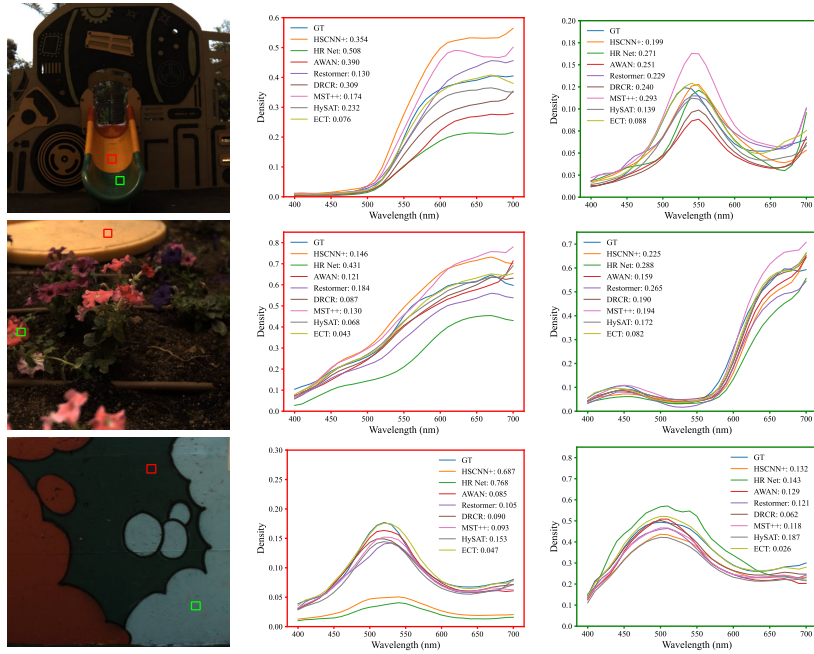 0.6
0.5
0.4
0.3
0.2
0.1
0.0
Density
GT
HSCNN+: 0.354
HR Net: 0.508
AWAN: 0.390
Restormer: 0.130
DRCR: 0.309
MST++: 0.174
HySAT: 0.232
ECT: 0.076
400 450 500 550 600 650 700
Wavelength (nm)
0.20
0.18
0.15
0.12
0.10
0.08
0.05
0.03
0.00
Density
GT
HSCNN+: 0.199
HR Net: 0.271
AWAN: 0.251
Restormer: 0.229
DRCR: 0.240
MST++: 0.293
HySAT: 0.139
ECT: 0.088
400 450 500 550 600 650 700
Wavelength (nm)
0.8
0.7
0.6
0.5
0.4
0.3
0.2
0.1
0.0
Density
GT
HSCNN+: 0.146
HR Net: 0.431
AWAN: 0.121
Restormer: 0.184
DRCR: 0.087
MST++: 0.130
HySAT: 0.068
ECT: 0.043
400 450 500 550 600 650 700
Wavelength (nm)
0.7
0.6
0.5
0.4
0.3
0.2
0.1
0.0
Density
GT
HSCNN+: 0.225
HR Net: 0.288
AWAN: 0.159
Restormer: 0.265
DRCR: 0.190
MST++: 0.194
HySAT: 0.172
ECT: 0.082
400 450 500 550 600 650 700
Wavelength (nm)
0.30
0.25
0.20
0.15
0.10
0.05
0.00
Density
GT
HSCNN+: 0.687
HR Net: 0.768
AWAN: 0.085
Restormer: 0.105
DRCR: 0.090
MST++: 0.093
HySAT: 0.153
ECT: 0.047
400 450 500 550 600 650 700
Wavelength (nm)
0.8
0.7
0.6
0.5
0.4
0.3
0.2
0.1
0.0
Density
GT
HSCNN+: 0.132
HR Net: 0.143
AWAN: 0.129
Restormer: 0.121
DRCR: 0.062
MST++: 0.118
HySAT: 0.187
ECT: 0.026
400 450 500 550 600 650 700
Wavelength (nm)